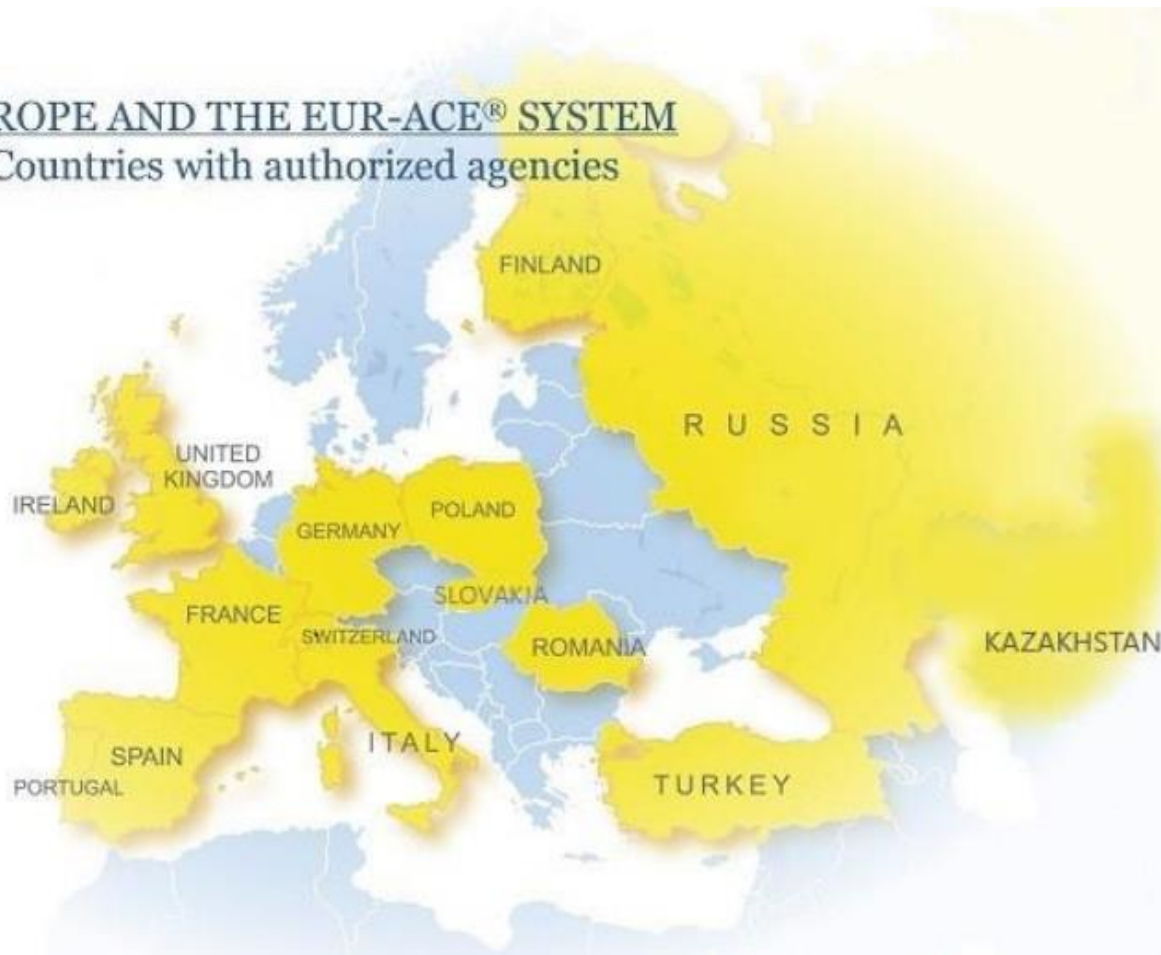 ROPE AND THE EUR-ACE® SYSTEM
Countries with authorized agencies
FINLAND
RUSSIA
UNITED
KINGDOM
IRELAND
POLAND
GERMANY
SLOVAKIA
FRANCE
SWITZERLAND
ROMANIA
KAZAKHSTAN
ITALY
SPAIN
TURKEY
PORTUGAL